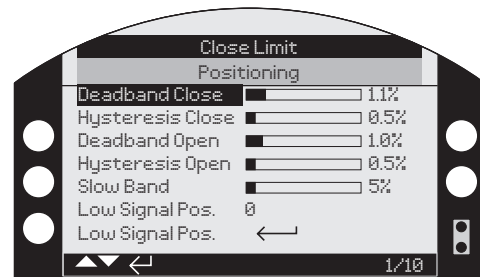 Close Limit
Positioning
Deadband Close 1.1%
Hysteresis Close 0.5%
Deadband Open 1.0%
Hysteresis Open 0.5%
Slow Band 5%
Low Signal Pos. 0
Low Signal Pos.
1/10